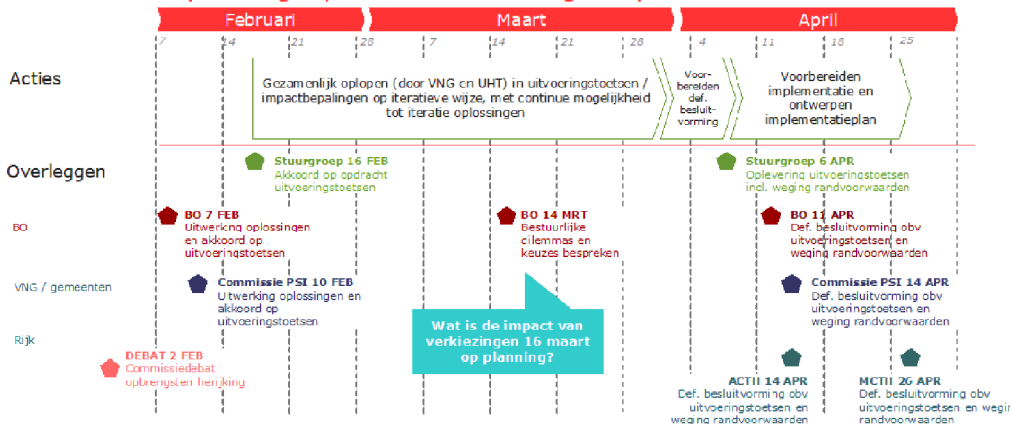 Februari
Maart
April
7 14 21 28 7 14 21 28 4 11 18 25
Acties
Gezamenlijk oplopen (door VNG en UHT) in uitvoeringstoetsen /
impactbepalingen op iteratieve wijze, met continue mogelijkheid
tot iteratie oplossingen
Voor-
bereiden
def.
besluit-
vorming
Voorbereiden
implementatie en
ontwerpen
implementatieplan
Overleggen
Stuurgroep 16 FEB
Akkoord op opdracht
uitvoeringstoetsen
Stuurgroep 6 APR
Oplevering uitvoeringstoetsen
incl. weging randvoorwaarden
BO
BO 7 FEB
Uitwerking oplossingen
en akkoord op
uitvoeringstoetsen
BO 14 MRT
Bestuurlijke
dilemmas en
keuzes bespreken
BO 11 APR
Def. besluitvorming obv
uitvoeringstoetsen en
weging randvoorwaarden
VNG / gemeenten
Commissie PSI 10 FEB
Uitwerking oplossingen en
akkoord op
uitvoeringstoetsen
Commissie PSI 14 APR
Def. besluitvorming obv
uitvoeringstoetsen en
weging randvoorwaarden
Wat is de impact van
verkiezingen 16 maart
op planning?
Rijk
DEBAT 2 FEB
Commissiedebat
opbrengsten herijking
ACTII 14 APR
Def. besluitvorming obv
uitvoeringstoetsen en
weging randvoorwaarden
MCTII 26 APR
Def. besluitvorming obv
uitvoeringstoetsen en weging
randvoorwaarden